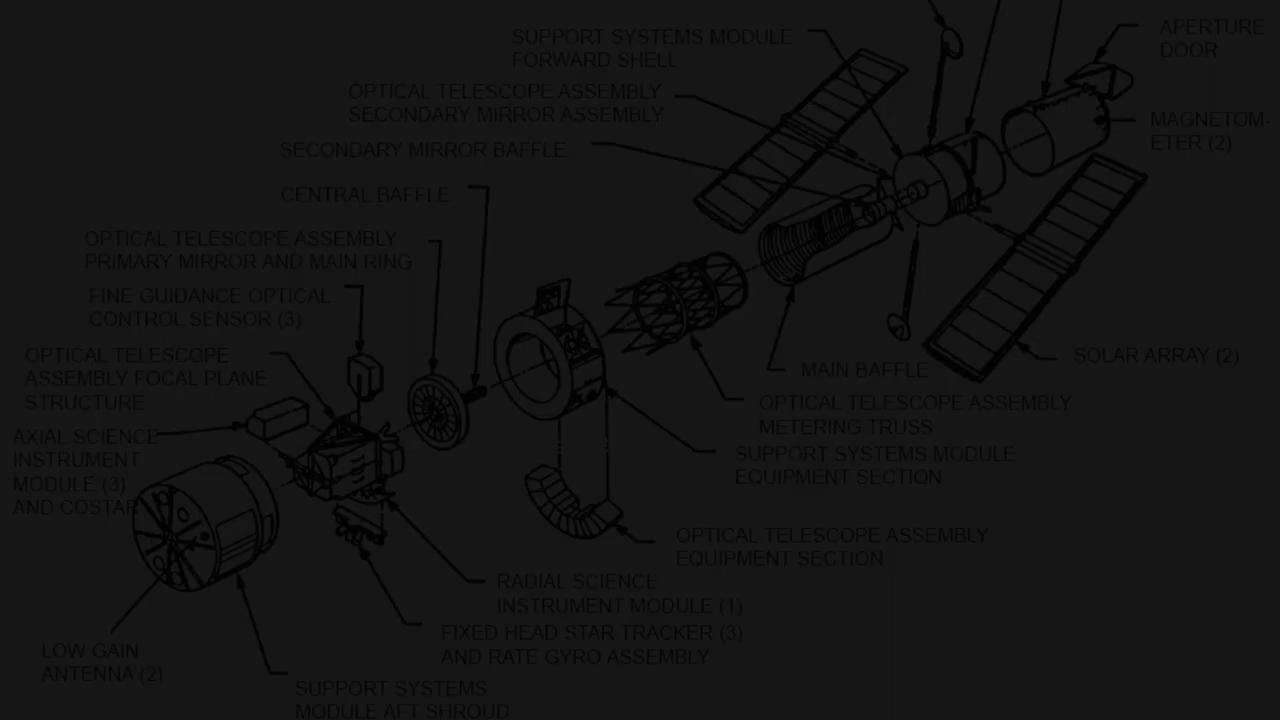 SUPPORT SYSTEMS MODULE
FORWARD SHELL
APERTURE
DOOR
OPTICAL TELESCOPE ASSEMBLY
SECONDARY MIRROR ASSEMBLY
MAGNETOM-
ETER (2)
SECONDARY MIRROR BAFFLE
CENTRAL BAFFLE
OPTICAL TELESCOPE ASSEMBLY
PRIMARY MIRROR AND MAIN RING
FINE GUIDANCE OPTICAL
CONTROL SENSOR (3)
OPTICAL TELESCOPE
ASSEMBLY FOCAL PLANE
STRUCTURE
SOLAR ARRAY (2)
MAIN BAFFLE
OPTICAL TELESCOPE ASSEMBLY
METERING TRUSS
AXIAL SCIENCE
INSTRUMENT
MODULE (3)
AND COSTAR
SUPPORT SYSTEMS MODULE
EQUIPMENT SECTION
OPTICAL TELESCOPE ASSEMBLY
EQUIPMENT SECTION
RADIAL SCIENCE
INSTRUMENT MODULE (1)
FIXED HEAD STAR TRACKER (3)
AND RATE GYRO ASSEMBLY
LOW GAIN
ANTENNA (2)
SUPPORT SYSTEMS
MODULE AFT SHROUD